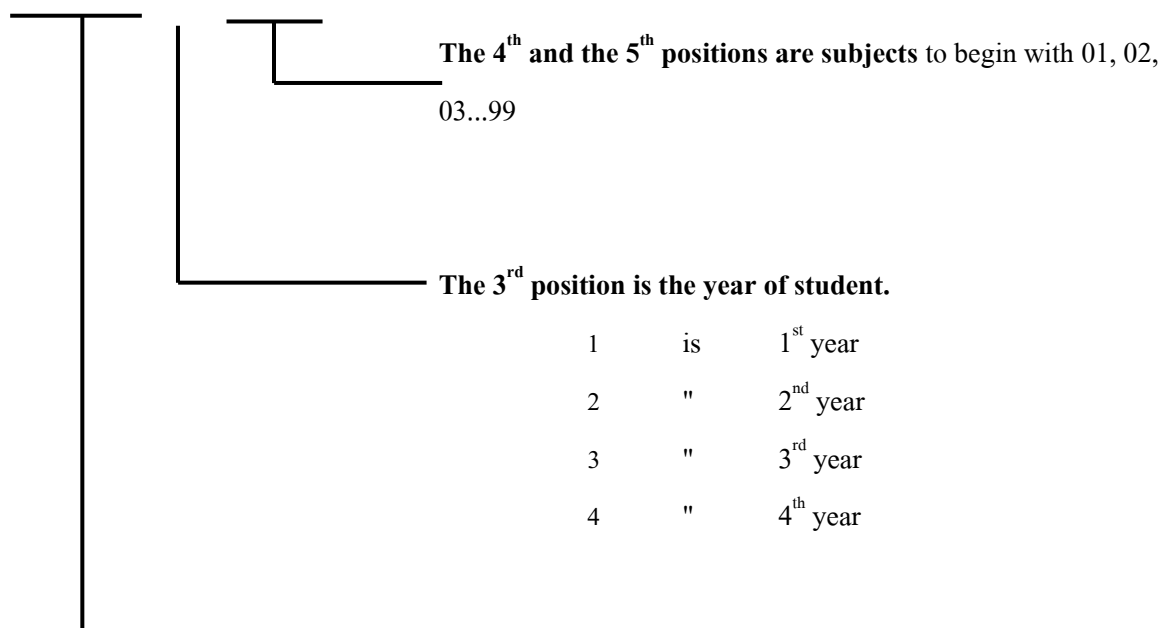 The 4th and the 5th positions are subjects to begin with 01, 02,
03...99
The 3rd position is the year of student.
1 is 1st year
2 " 2nd year
3 " 3rd year
4 " 4th year